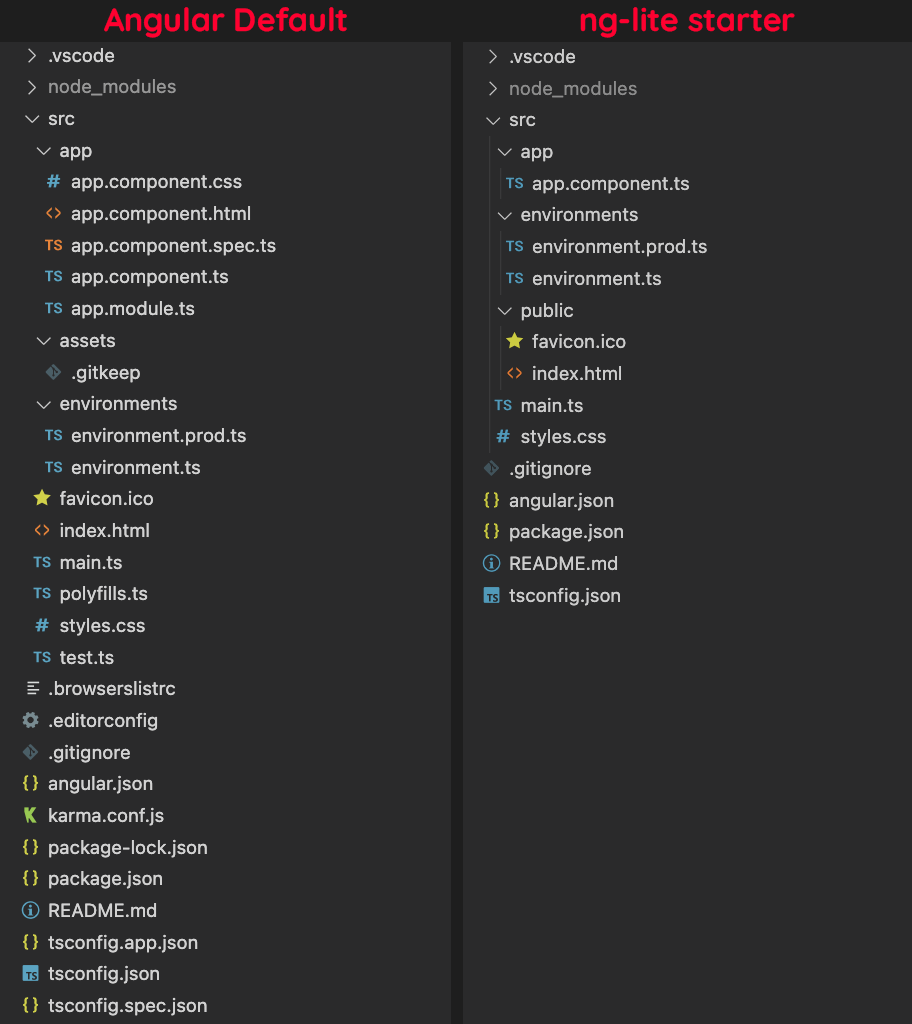 Angular Default
.vscode
node_modules
src
app
# app.component.css
<> app.component.html
TS app.component.spec.ts
TS app.component.ts
TS app.module.ts
assets
.gitkeep
environments
TS environment.prod.ts
TS environment.ts
favicon.ico
<> index.html
TS main.ts
TS polyfills.ts
# styles.css
TS test.ts
.browserslistrc
.editorconfig
.gitignore
{} angular.json
K karma.conf.js
{} package-lock.json
{} package.json
README.md
{} tsconfig.app.json
TS tsconfig.json
{} tsconfig.spec.json
ng-lite starter
.vscode
node_modules
src
app
TS app.component.ts
environments
TS environment.prod.ts
TS environment.ts
public
favicon.ico
<> index.html
TS main.ts
# styles.css
.gitignore
{} angular.json
{} package.json
README.md
TS tsconfig.json